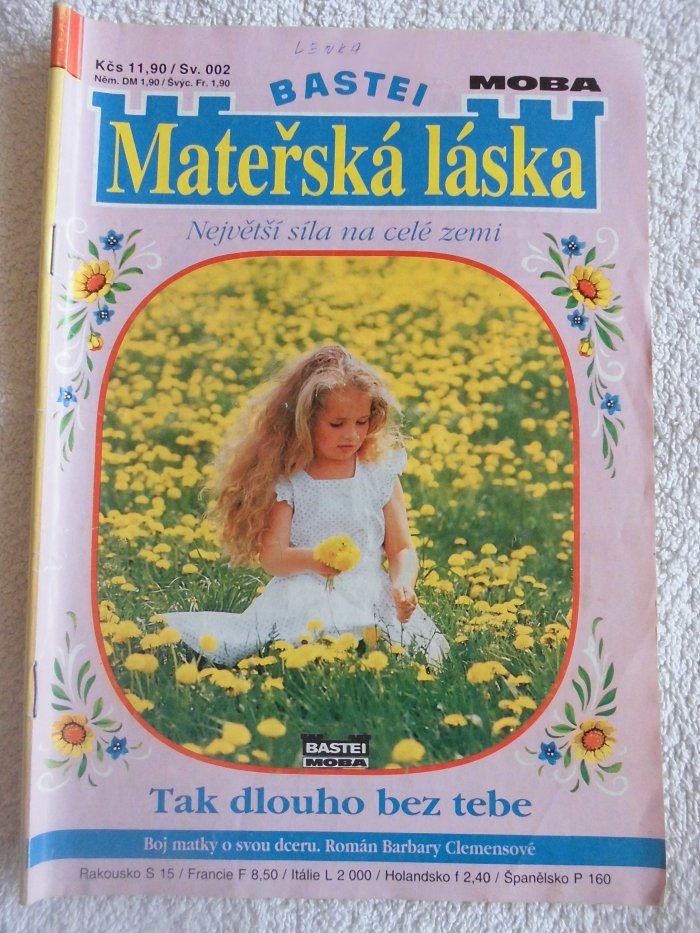 LENKA
Kčs 11,90 / Sv. 002
Něm. DM 1,90 / Švýc. Fr. 1,90
BASTEI
MOBA
Mateřská láska
Největší síla na celé zemi
BASTEI
MOBA
Tak dlouho bez tebe
Boj matky o svou dceru. Román Barbary Clemensové
Rakousko S 15 / Francie F 8,50 / Itálie L 2 000 / Holandsko f 2,40 / Španělsko P 160